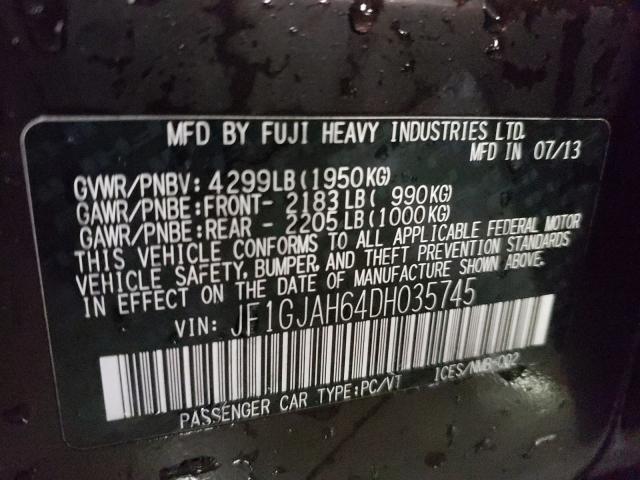 MFD BY FUJI HEAVY INDUSTRIES LTD.
MFD IN 07/13
GVWR/PNBV: 4299LB(1950KG)
GAWR/PNBE:FRONT- 2183LB( 990KG)
GAWR/PNBE:REAR - 2205LB(1000KG)
THIS VEHICLE CONFORMS TO ALL APPLICABLE FEDERAL MOTOR
VEHICLE SAFETY, BUMPER, AND THEFT PREVENTION STANDARDS
IN EFFECT ON THE DATE OF MANUFACTURE SHOWN ABOVE.
VIN: JF1GJAH64DH035745
PASSENGER CAR TYPE:PC/VT ICES/NMB-002